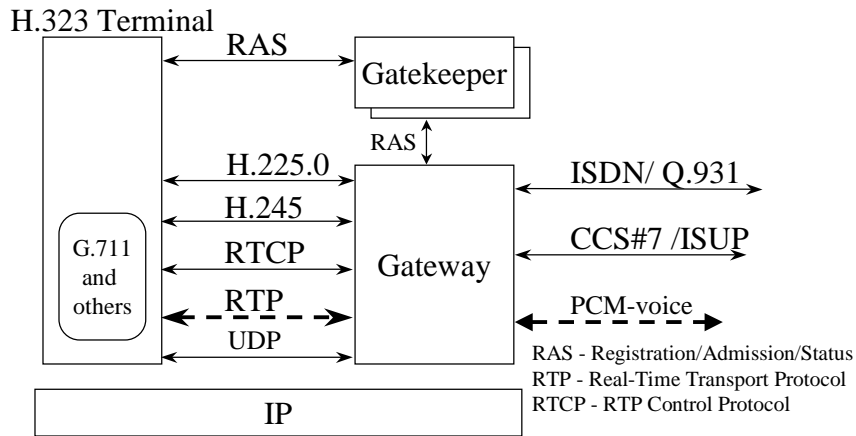 H.323 Terminal
RAS
Gatekeeper
RAS
H.225.0
ISDN/ Q.931
H.245
G.711
and
others
RTCP
Gateway
CCS#7 /ISUP
RTP
PCM-voice
UDP
RAS - Registration/Admission/Status
RTP - Real-Time Transport Protocol
RTCP - RTP Control Protocol
IP